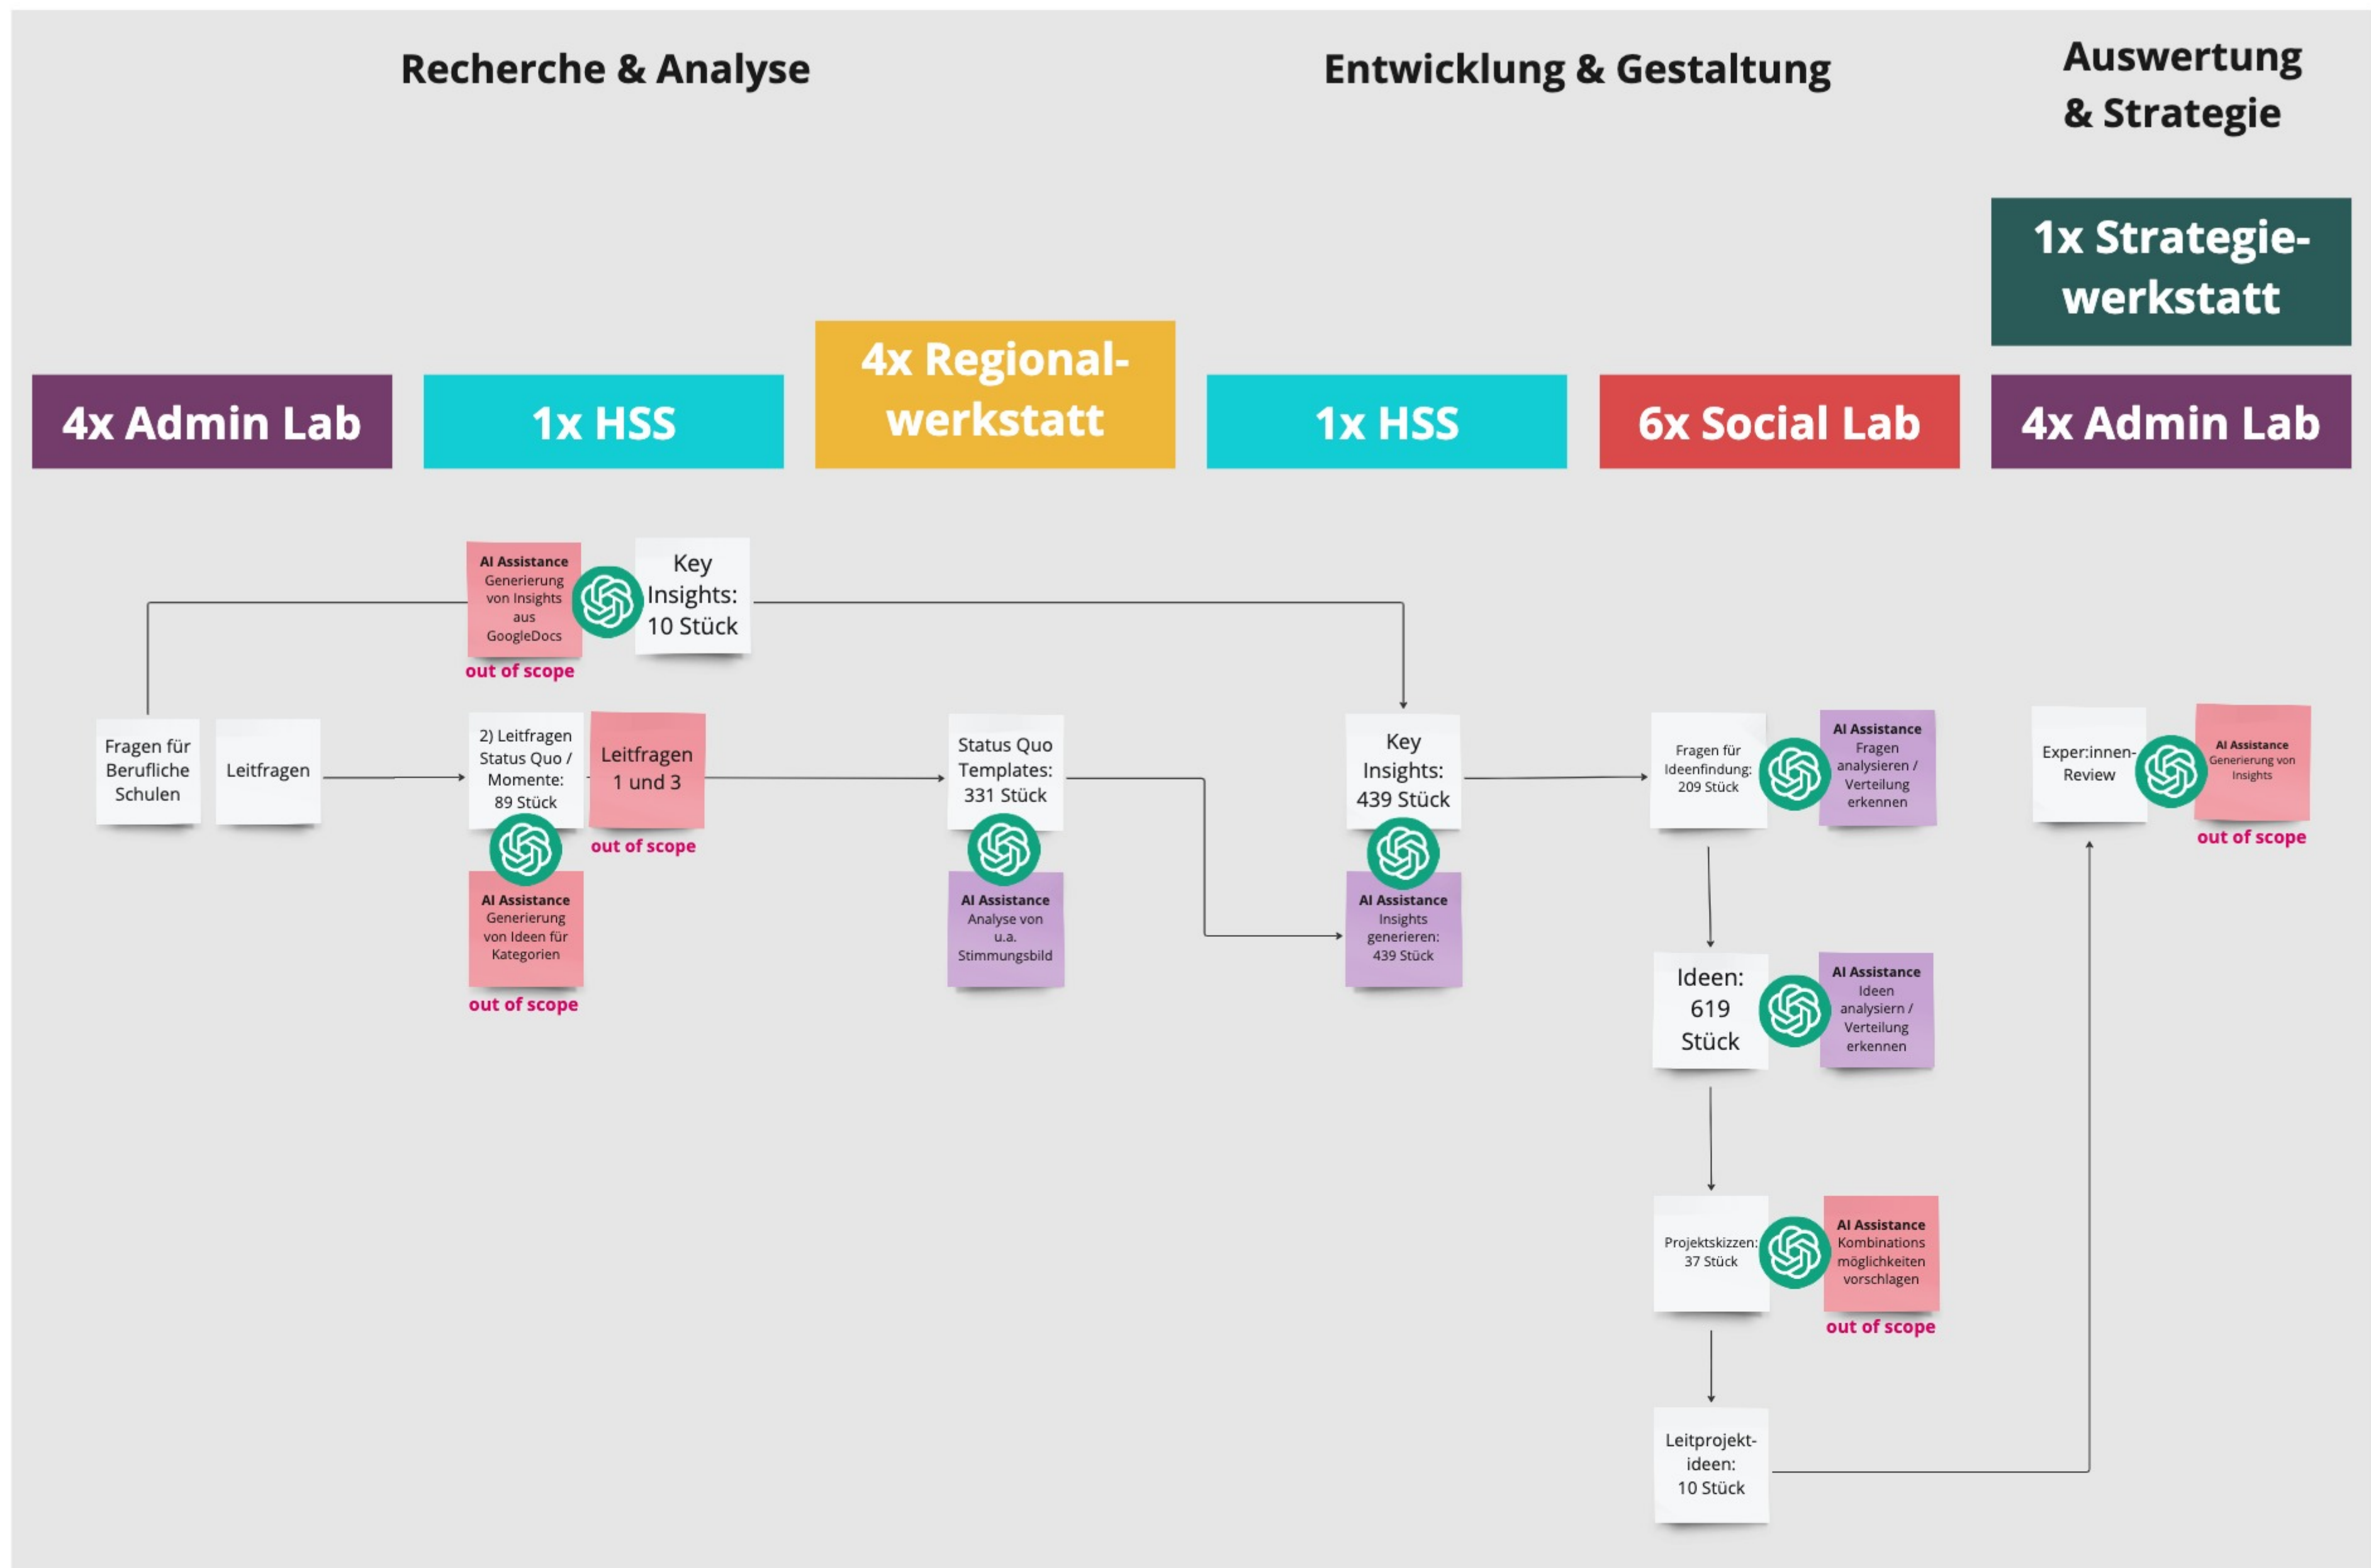 Recherche & Analyse
Entwicklung & Gestaltung
Auswertung
& Strategie
1x Strategie-
werkstatt
4x Admin Lab
1x HSS
4x Regional-
werkstatt
1x HSS
6x Social Lab
4x Admin Lab
AI Assistance
Generierung
von Insights
aus
GoogleDocs
out of scope
Key
Insights:
10 Stück
Fragen für
Berufliche
Schulen
Leitfragen
2) Leitfragen
Status Quo /
Momente:
89 Stück
Leitfragen
1 und 3
out of scope
AI Assistance
Generierung
von Ideen für
Kategorien
out of scope
Status Quo
Templates:
331 Stück
AI Assistance
Analyse von
u.a.
Stimmungsbild
Key
Insights:
439 Stück
AI Assistance
Insights
generieren:
439 Stück
Fragen für
Ideenfindung:
209 Stück
AI Assistance
Fragen
analysieren /
Verteilung
erkennen
Ideen:
619
Stück
AI Assistance
Ideen
analysiern /
Verteilung
erkennen
Projektskizzen:
37 Stück
AI Assistance
Kombinations
möglichkeiten
vorschlagen
out of scope
Leitprojekt-
ideen:
10 Stück
Exper:innen-
Review
AI Assistance
Generierung von
Insights
out of scope